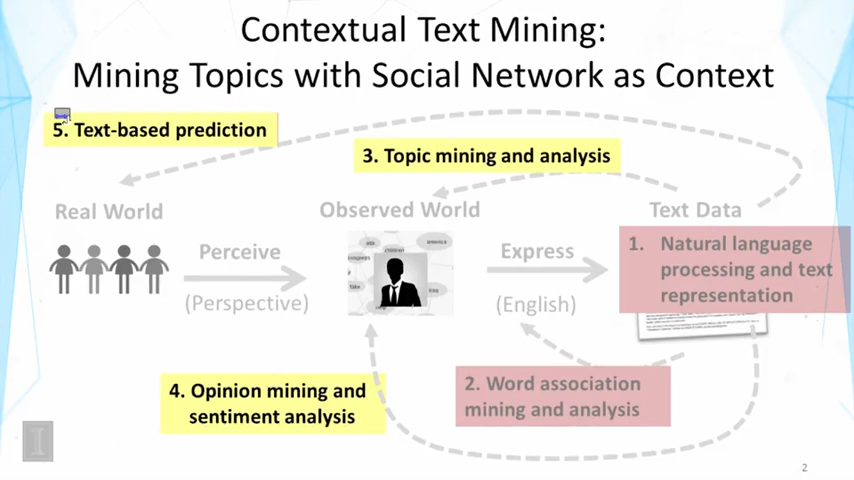 Contextual Text Mining:
Mining Topics with Social Network as Context
5. Text-based prediction
3. Topic mining and analysis
Real World
Observed World
Text Data
Perceive
(Perspective)
Express
(English)
1. Natural language
processing and text
representation
4. Opinion mining and
sentiment analysis
2. Word association
mining and analysis
2